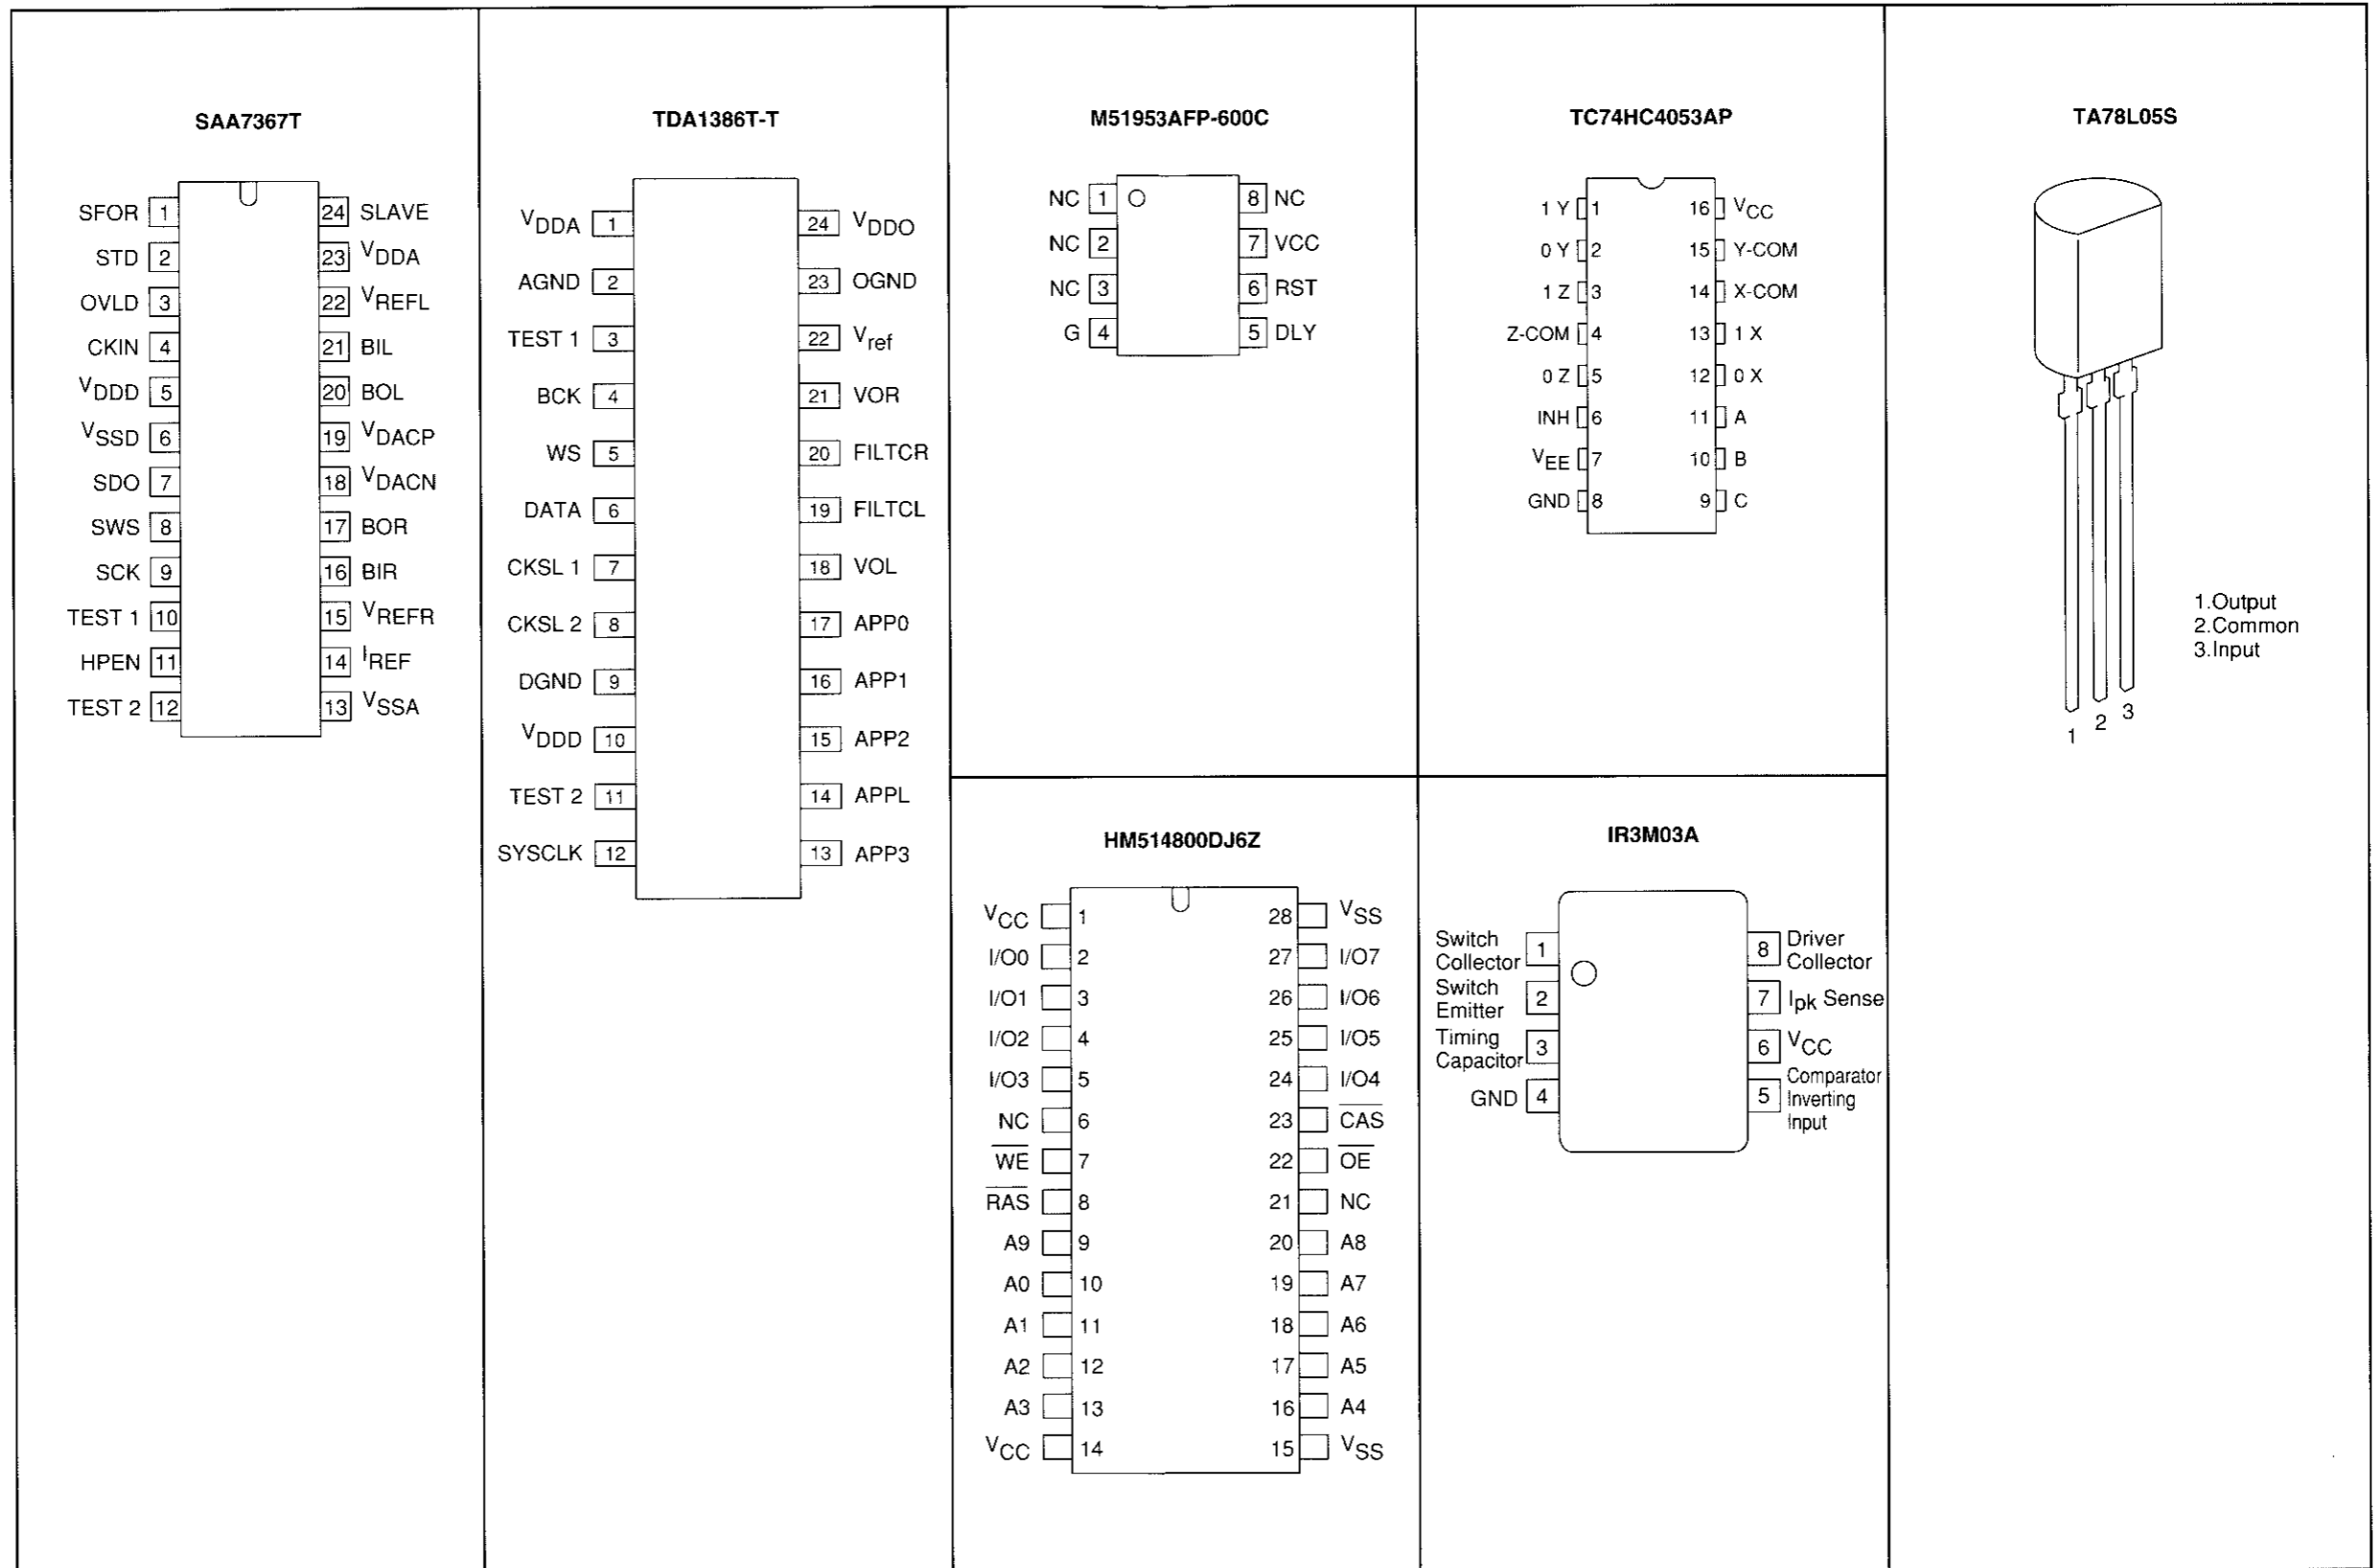 SAA7367T
SFOR 1 24 SLAVE
STD 2 23 VDDA
OVLD 3 22 VREFL
CKIN 4 21 BIL
VDDD 5 20 BOL
VSSD 6 19 VDACP
SDO 7 18 VDACN
SWS 8 17 BOR
SCK 9 16 BIR
TEST 1 10 15 VREFR
HPEN 11 14 IREF
TEST 2 12 13 VSSA
TDA1386T-T
VDDA 1 24 VDDO
AGND 2 23 OGND
TEST 1 3 22 Vref
BCK 4 21 VOR
WS 5 20 FILTCR
DATA 6 19 FILTCL
CKSL 1 7 18 VOL
CKSL 2 8 17 APP0
DGND 9 16 APP1
VDDD 10 15 APP2
TEST 2 11 14 APPL
SYSCLK 12 13 APP3
M51953AFP-600C
NC 1 8 NC
NC 2 7 VCC
NC 3 6 RST
G 4 5 DLY
TC74HC4053AP
1 Y 1 16 VCC
0 Y 2 15 Y-COM
1 Z 3 14 X-COM
Z-COM 4 13 1 X
0 Z 5 12 0 X
INH 6 11 A
VEE 7 10 B
GND 8 9 C
TA78L05S
1.Output
2.Common
3.Input
1 2 3
HM514800DJ6Z
VCC 1 28 VSS
I/O0 2 27 I/O7
I/O1 3 26 I/O6
I/O2 4 25 I/O5
I/O3 5 24 I/O4
NC 6 23 CAS
WE 7 22 OE
RAS 8 21 NC
A9 9 20 A8
A0 10 19 A7
A1 11 18 A6
A2 12 17 A5
A3 13 16 A4
VCC 14 15 VSS
IR3M03A
Switch Collector 1 8 Driver Collector
Switch Emitter 2 7 Ipk Sense
Timing Capacitor 3 6 VCC
GND 4 5 Comparator Inverting Input